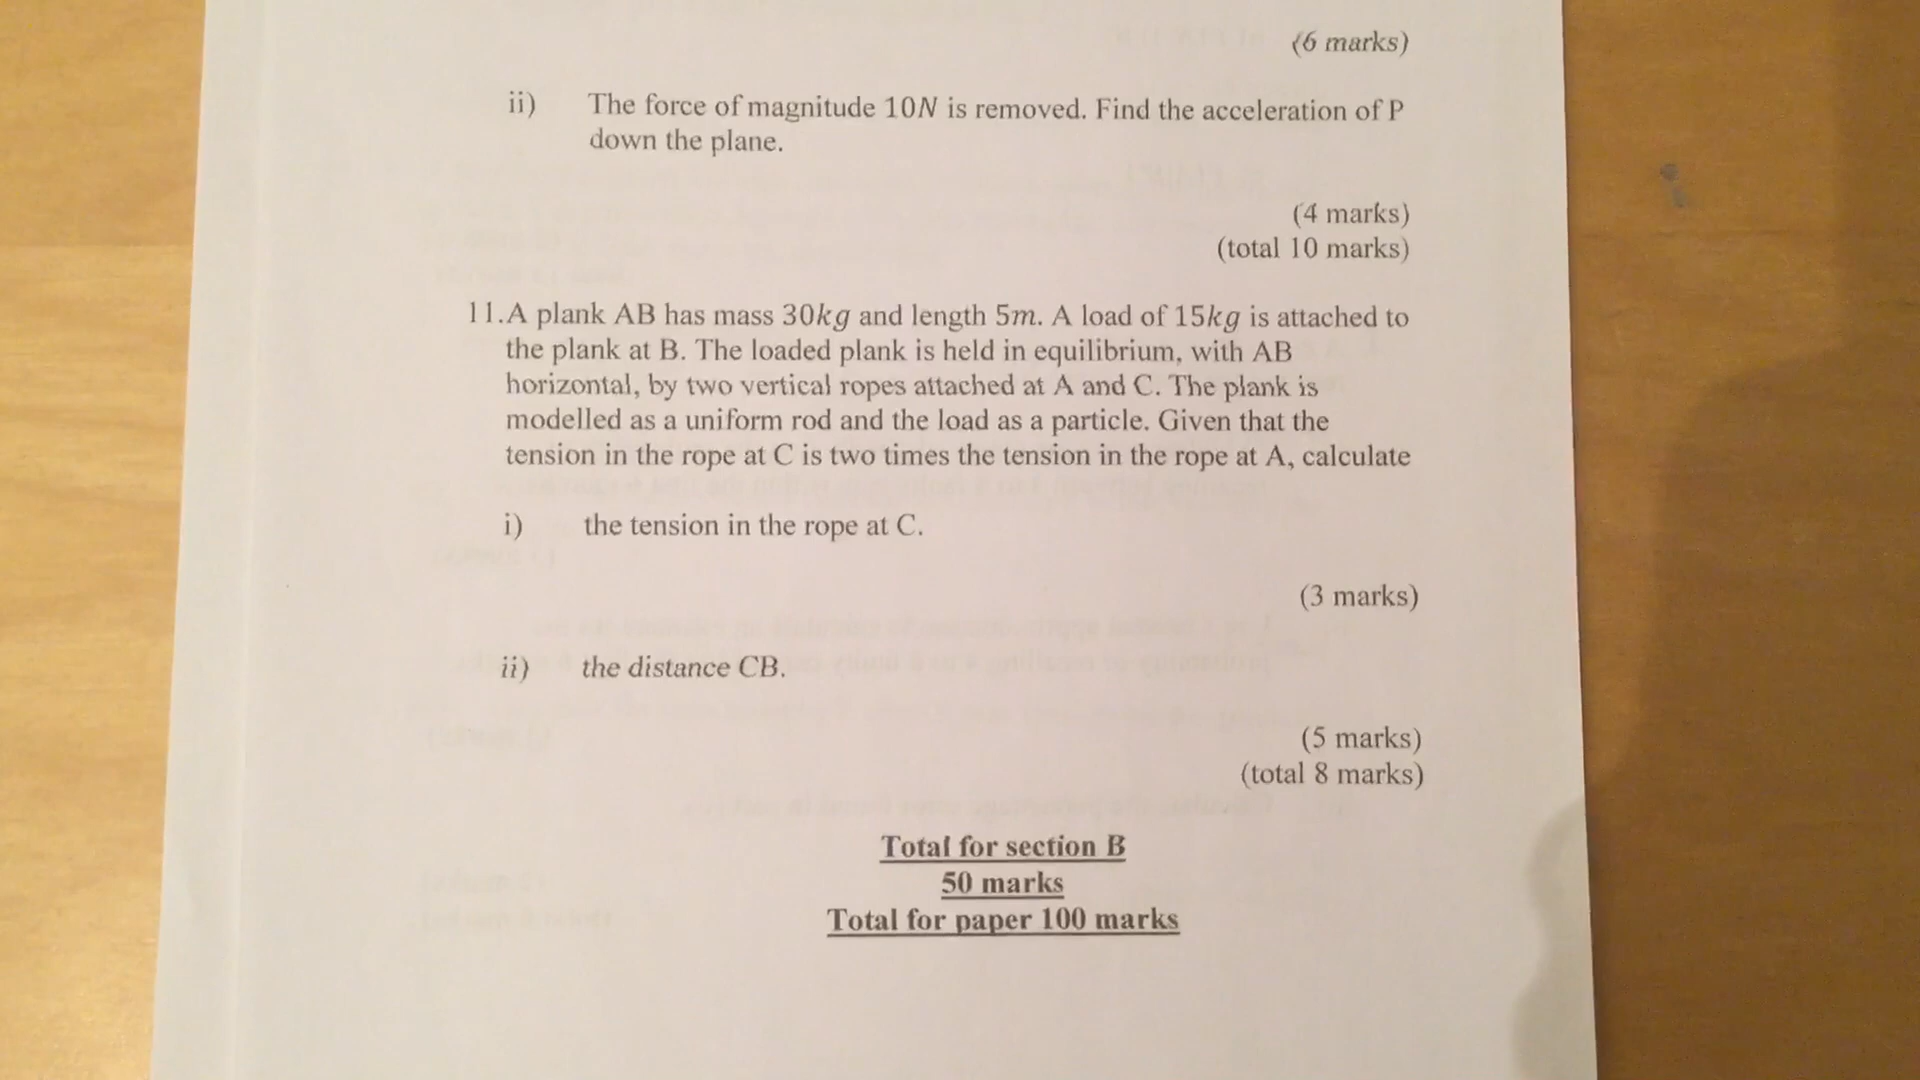 (6 marks)
ii) The force of magnitude 10N is removed. Find the acceleration of P
down the plane.
(4 marks)
(total 10 marks)
11.A plank AB has mass 30kg and length 5m. A load of 15kg is attached to
the plank at B. The loaded plank is held in equilibrium, with AB
horizontal, by two vertical ropes attached at A and C. The plank is
modelled as a uniform rod and the load as a particle. Given that the
tension in the rope at C is two times the tension in the rope at A, calculate
i) the tension in the rope at C.
(3 marks)
ii) the distance CB.
(5 marks)
(total 8 marks)
Total for section B
50 marks
Total for paper 100 marks